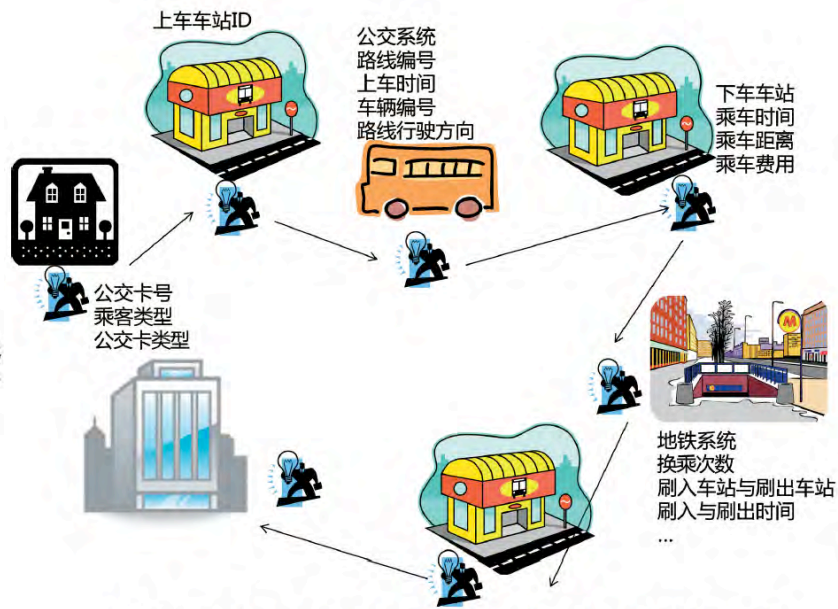 上车车站ID
公交系统
路线编号
上车时间
车辆编号
路线行驶方向
下车车站
乘车时间
乘车距离
乘车费用
公交卡号
乘客类型
公交卡类型
M
地铁系统
换乘次数
刷入车站与刷出车站
刷入与刷出时间
...